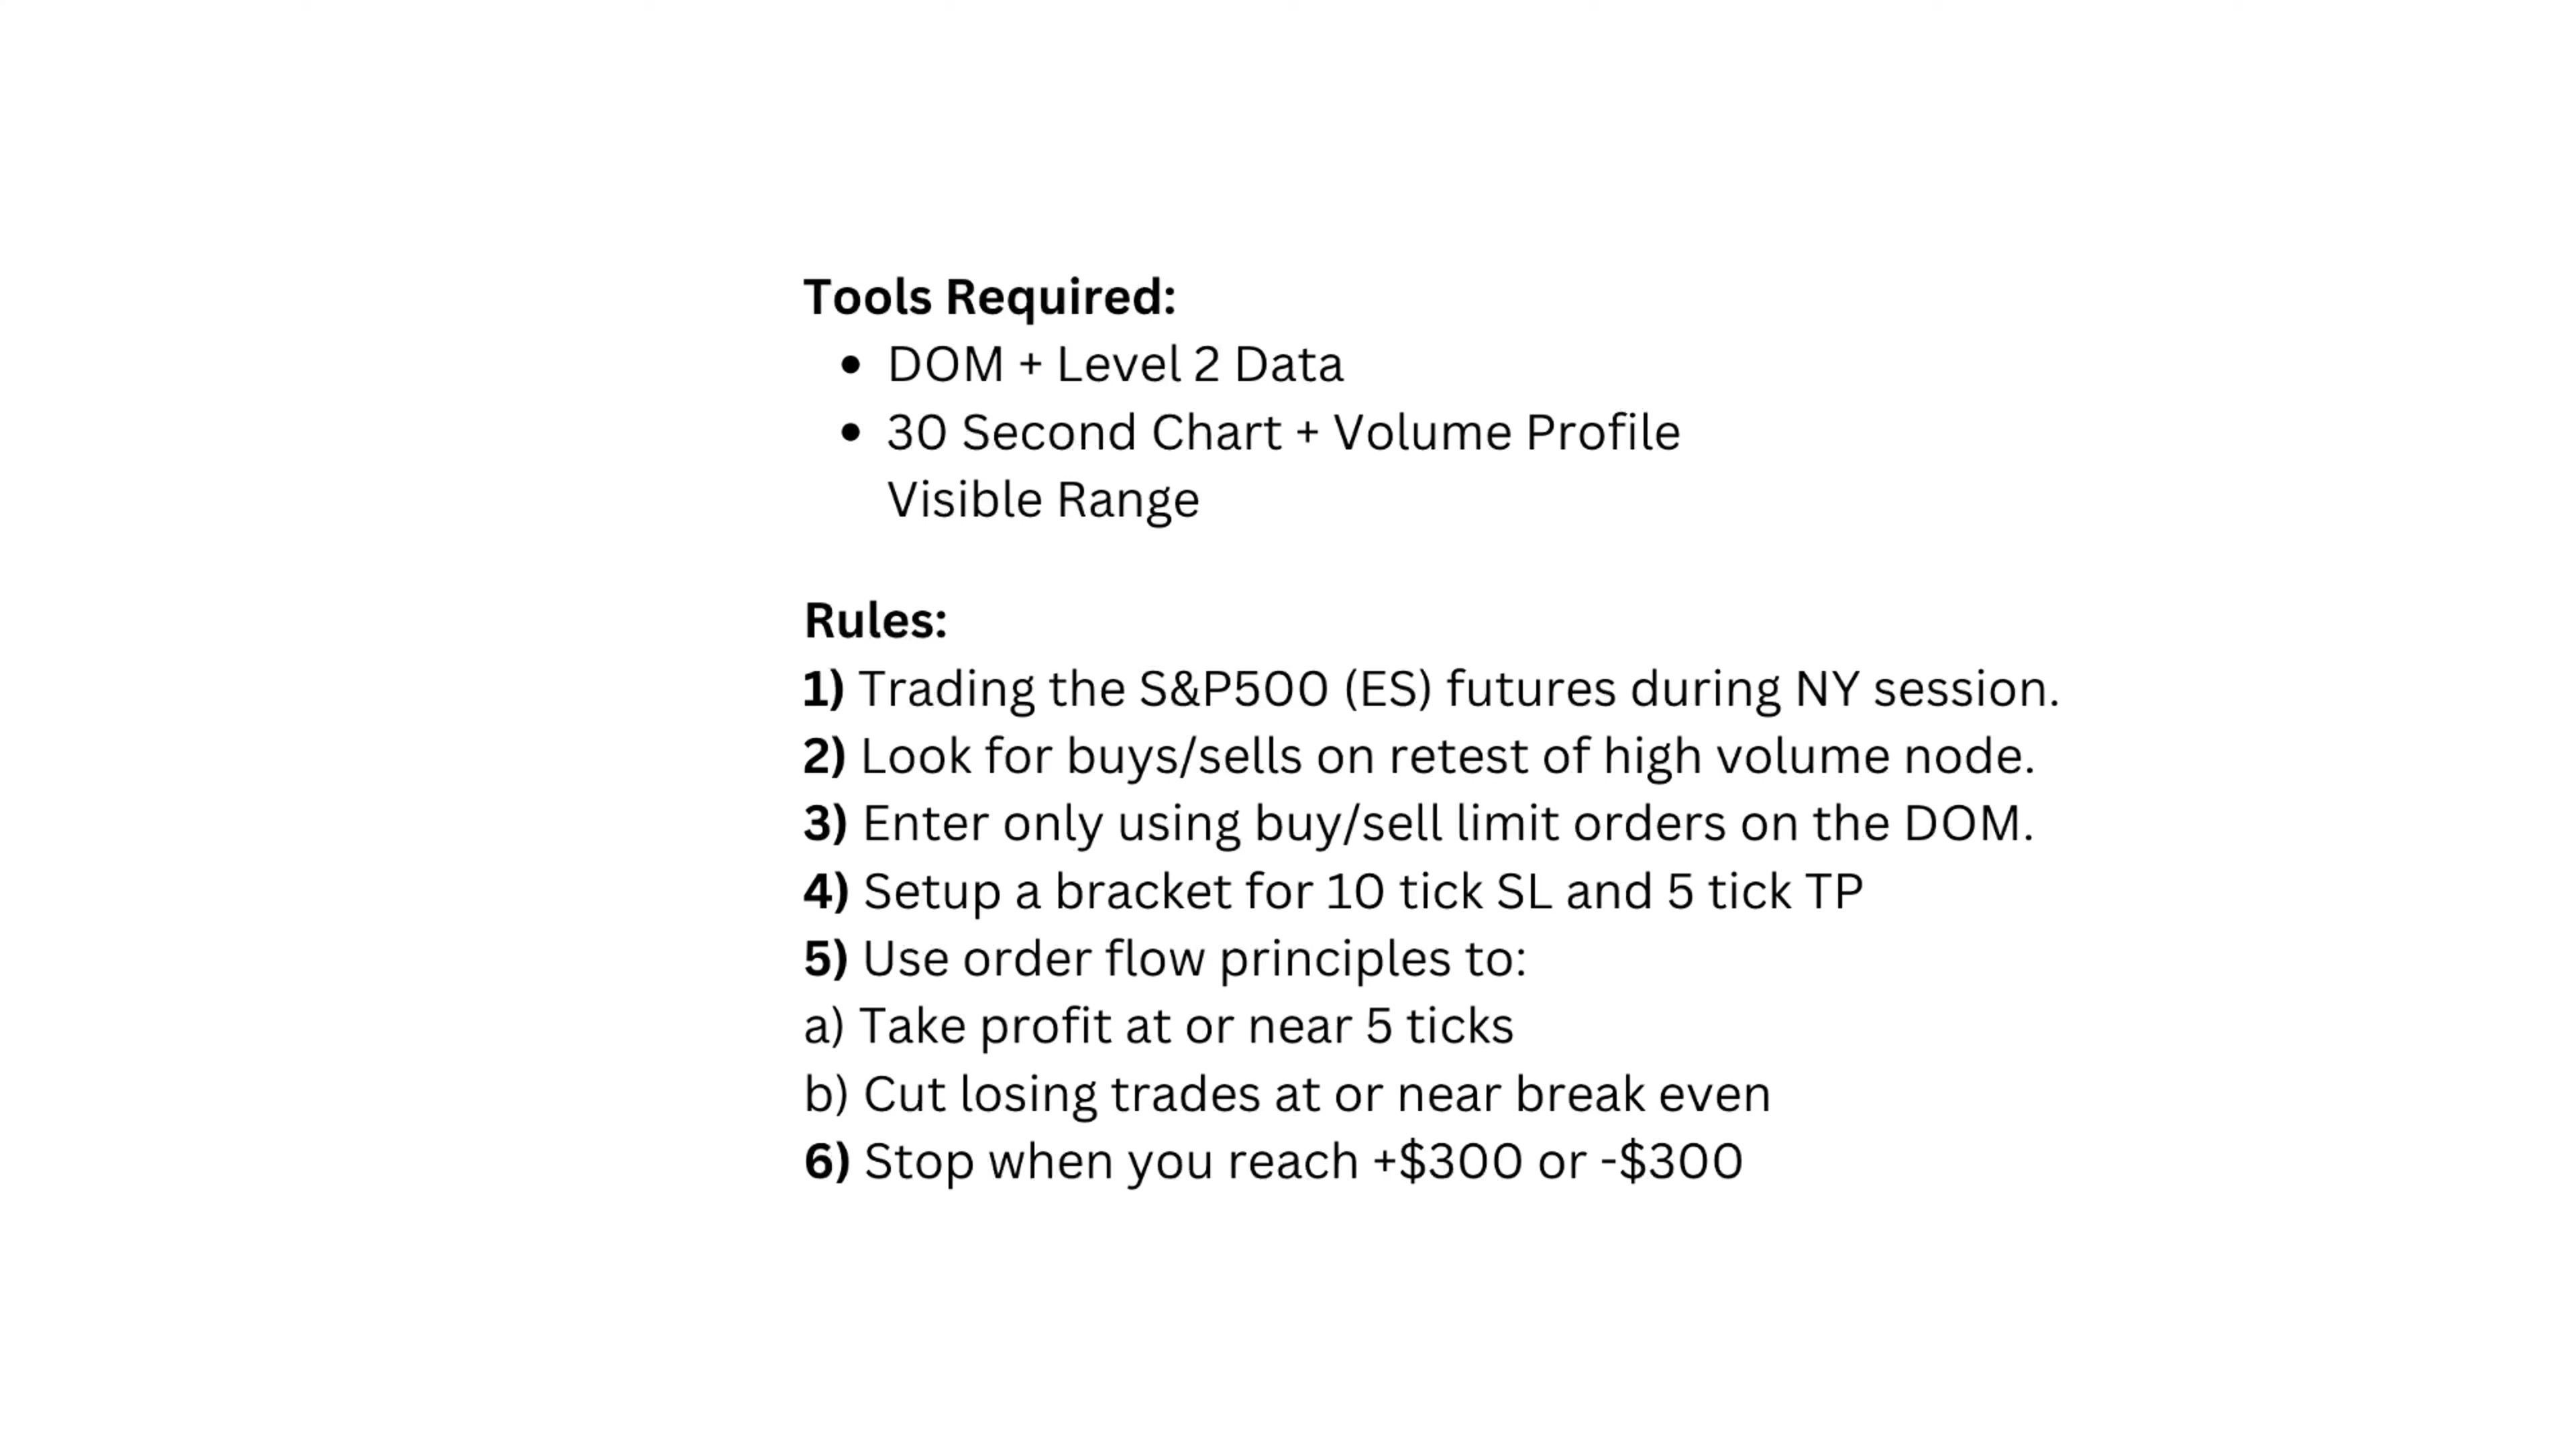 Tools Required:
• DOM + Level 2 Data
• 30 Second Chart + Volume Profile
Visible Range
Rules:
1) Trading the S&P500 (ES) futures during NY session.
2) Look for buys/sells on retest of high volume node.
3) Enter only using buy/sell limit orders on the DOM.
4) Setup a bracket for 10 tick SL and 5 tick TP
5) Use order flow principles to:
a) Take profit at or near 5 ticks
b) Cut losing trades at or near break even
6) Stop when you reach +$300 or -$300